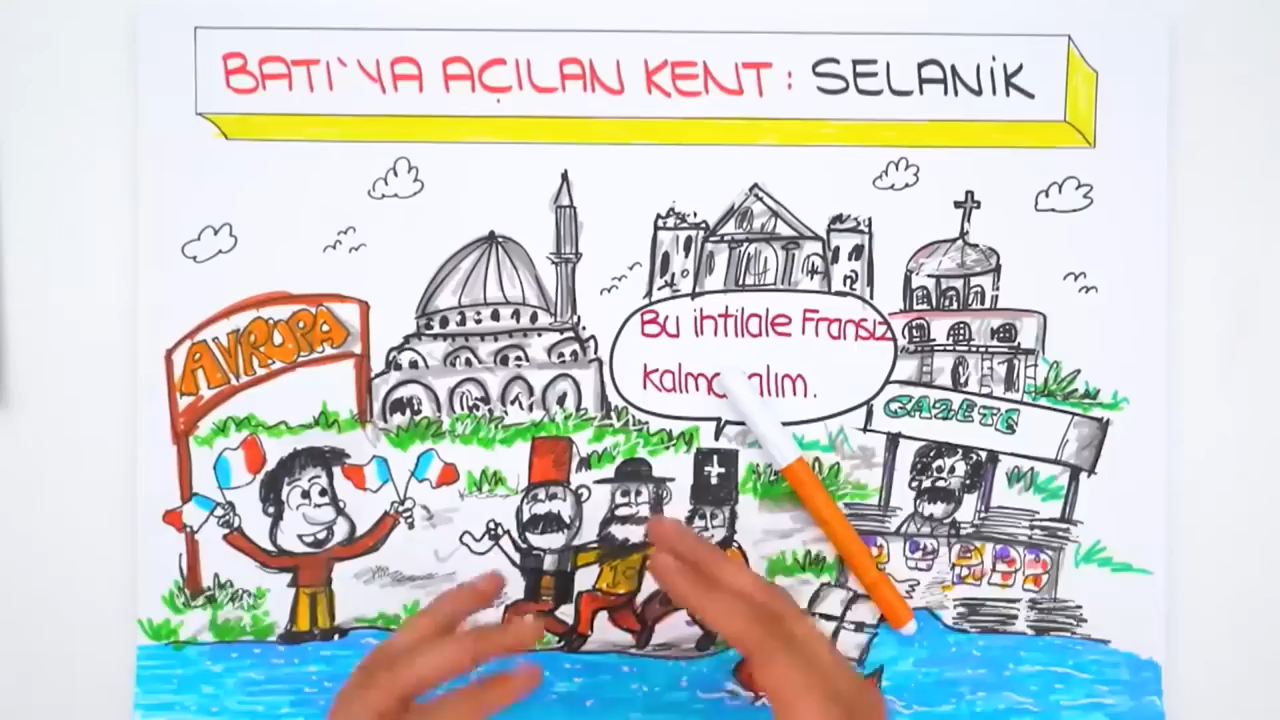 BATI'YA AÇILAN KENT: SELANİK
AVRUPA
Bu ihtilale Fransız
GAZETE